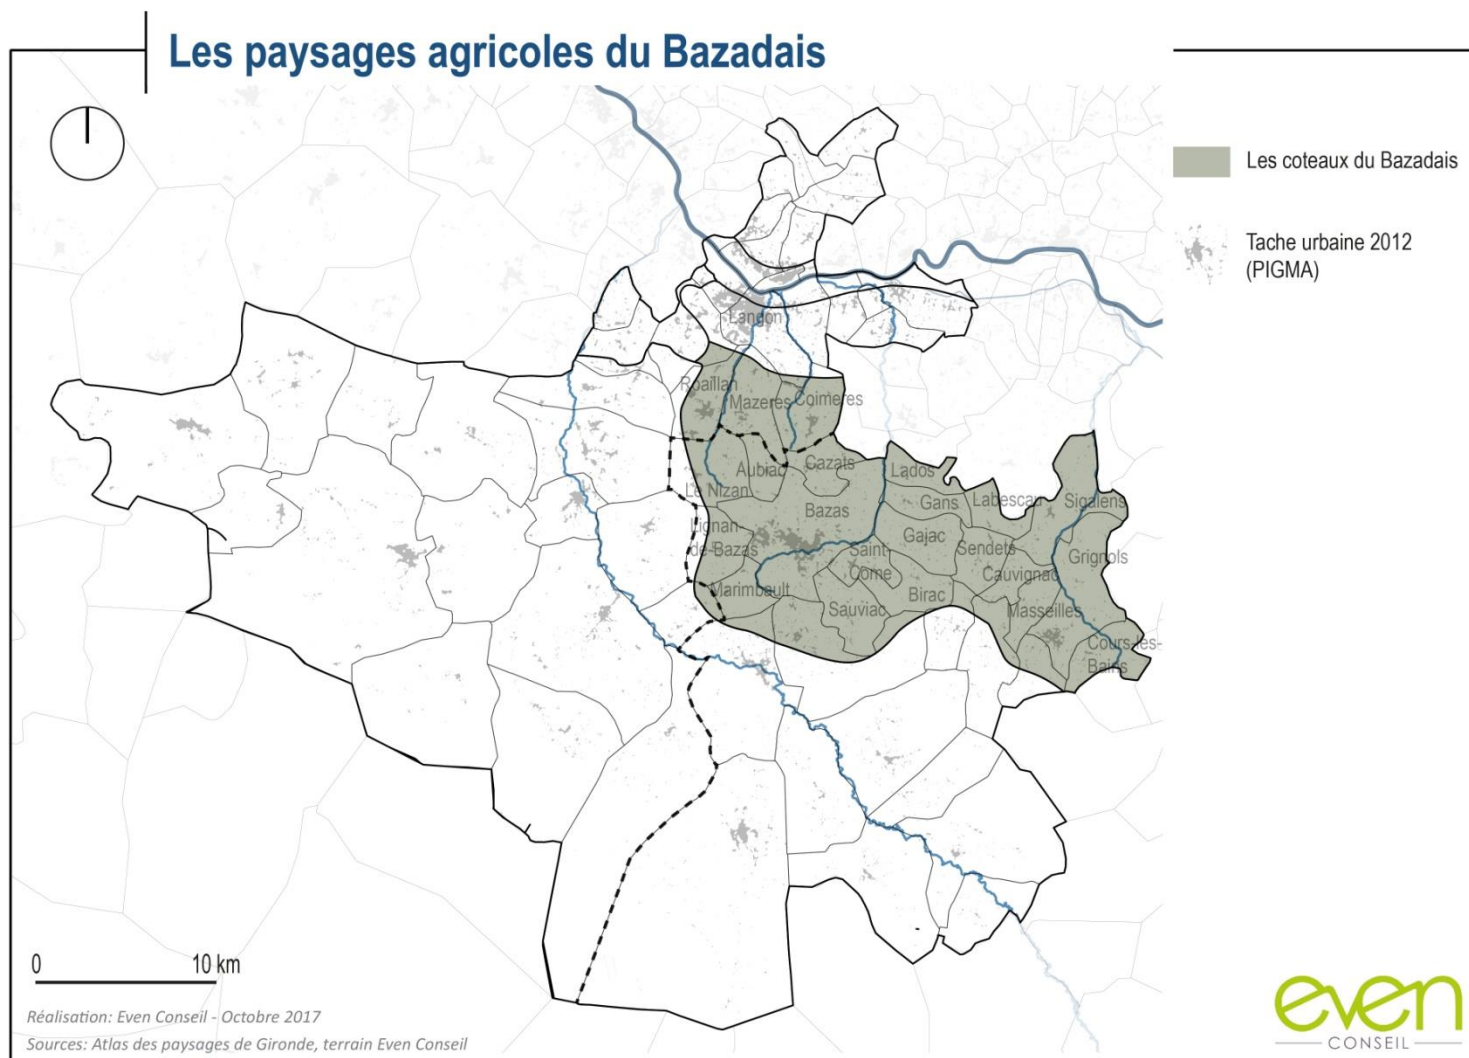 Les paysages agricoles du Bazadais
Les coteaux du Bazadais
Tache urbaine 2012
(PIGMA)
Langon
Roaillan
Mazeres
Coimeres
Aubiac
Cazats
Lados
Le Nizan
Bazas
Gans
Labescau
Sigalens
Lignan-
de-Bazas
Gajac
Saint
Come
Sendets
Grignols
Cauvignac
Marimbault
Sauviac
Birac
Masseilles
Cours-les-
Bains
0
10 km
Réalisation: Even Conseil - Octobre 2017
Sources: Atlas des paysages de Gironde, terrain Even Conseil
even
CONSEIL